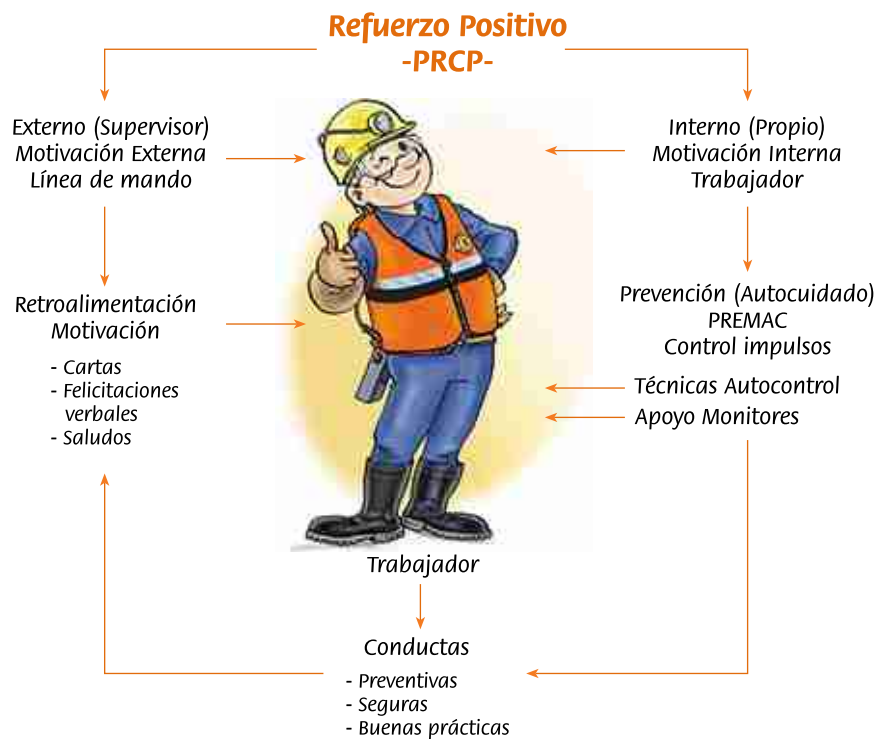 Refuerzo Positivo
-PRCP-
Externo (Supervisor)
Motivación Externa
Línea de mando
Interno (Propio)
Motivación Interna
Trabajador
Retroalimentación
Motivación
- Cartas
- Felicitaciones
verbales
- Saludos
Prevención (Autocuidado)
PREMAC
Control impulsos
Técnicas Autocontrol
Apoyo Monitores
Trabajador
Conductas
- Preventivas
- Seguras
- Buenas prácticas